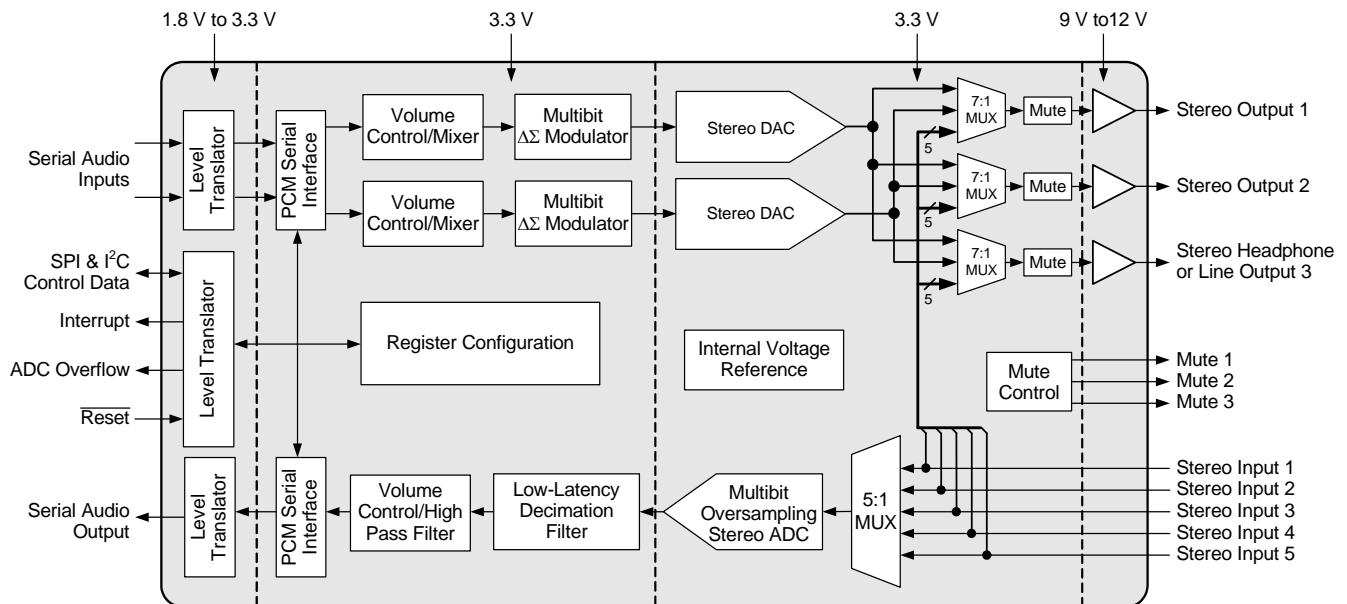 1.8 V to 3.3 V
3.3 V
3.3 V
9 V to12 V
Serial Audio
Inputs
Level
Translator
PCM Serial
Interface
Volume
Control/Mixer
Multibit
ΔΣ Modulator
Stereo DAC
7:1
MUX
5
Mute
Stereo Output 1
Volume
Control/Mixer
Multibit
ΔΣ Modulator
Stereo DAC
7:1
MUX
5
Mute
Stereo Output 2
7:1
MUX
5
Mute
Stereo Headphone
or Line Output 3
SPI & I²C
Control Data
Interrupt
ADC Overflow
Reset
Level Translator
Register Configuration
Internal Voltage
Reference
Mute
Control
Mute 1
Mute 2
Mute 3
Serial Audio
Output
Level
Translator
PCM Serial
Interface
Volume
Control/High
Pass Filter
Low-Latency
Decimation
Filter
Multibit
Oversampling
Stereo ADC
5:1
MUX
Stereo Input 1
Stereo Input 2
Stereo Input 3
Stereo Input 4
Stereo Input 5